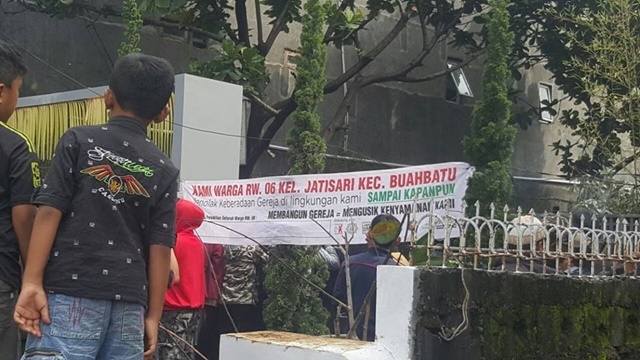 KAMI WARGA RW. 06 KEL. JATISARI KEC. BUAHBATU
Menolak Keberadaan Gereja di lingkungan kami SAMPAI KAPANPUN
MEMBANGUN GEREJA = MENGUSIK KENYAMANAN KAMI